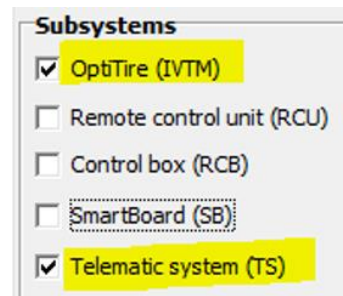 Subsystems
OptiTire (IVTM)
Remote control unit (RCU)
Control box (RCB)
SmartBoard (SB)
Telematic system (TS)